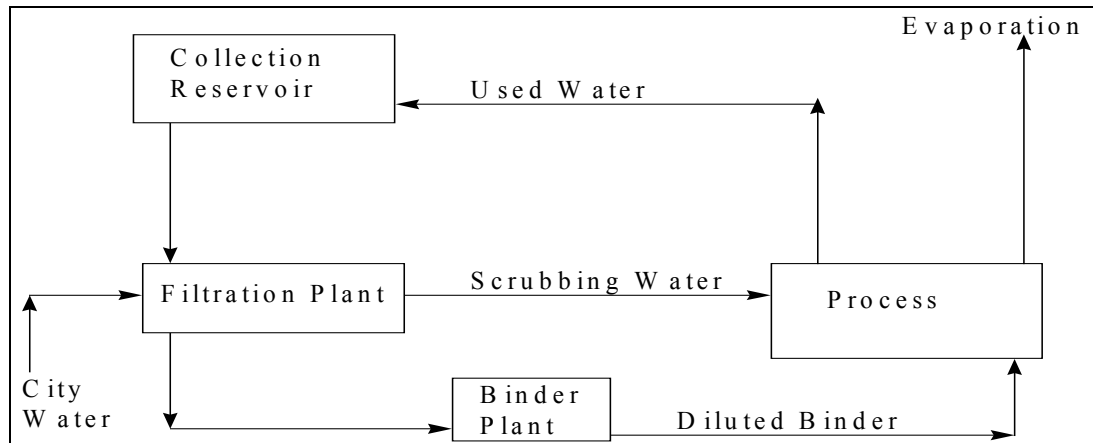 Evaporation
Collection
Reservoir
Used Water
Filtration Plant
Scrubbing Water
Process
City
Water
Binder
Plant
Diluted Binder